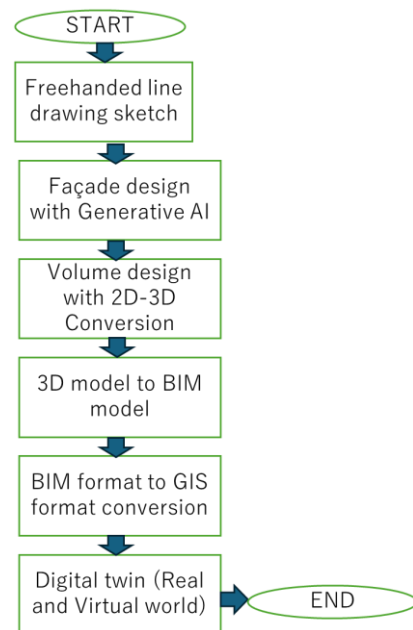 START
Freehanded line
drawing sketch
Façade design
with Generative AI
Volume design
with 2D-3D
Conversion
3D model to BIM
model
BIM format to GIS
format conversion
Digital twin (Real
and Virtual world)
END